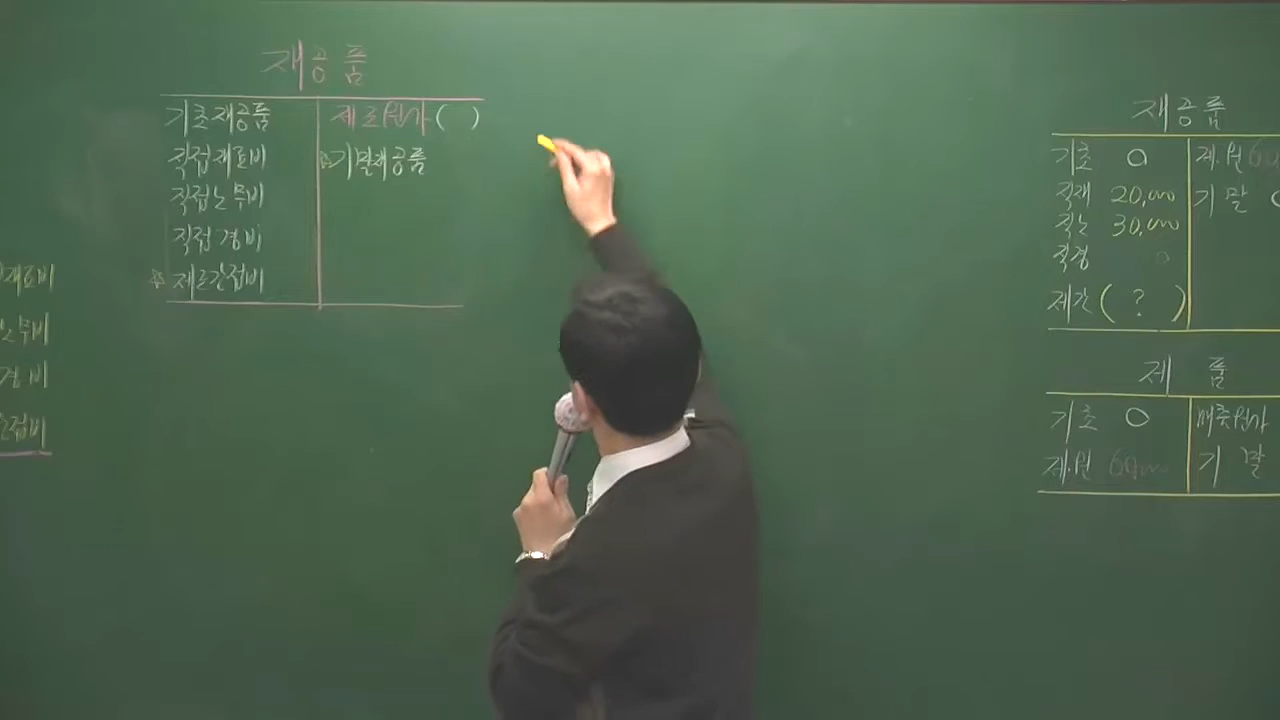 재공품
기초재공품 제조원가( )
직접재료비 ☆기말재공품
직접노무비
직접경비
☆ 제조간접비
재료비
노무비
경비
간접비
재공품
기초 0 제.원 60
직재 20,000 기말 0
직노 30,000
직경 0
제간 ( ? )
제 품
기초 0 매출원가
제.원 60,000 기 말